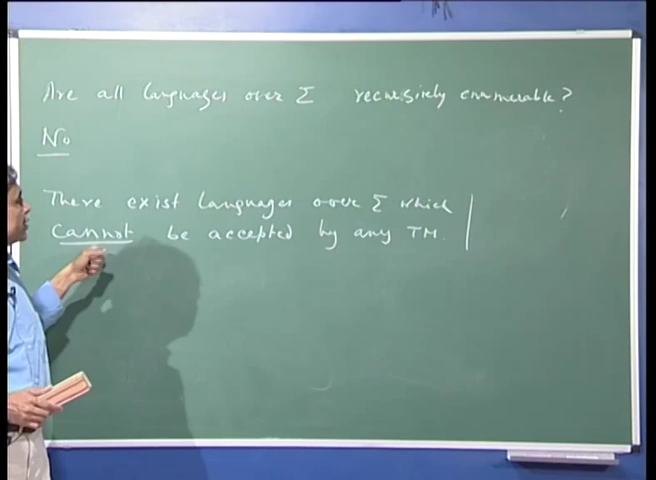 Are all languages over Σ recursively enumerable?
No
There exist languages over Σ which
cannot be accepted by any TM.